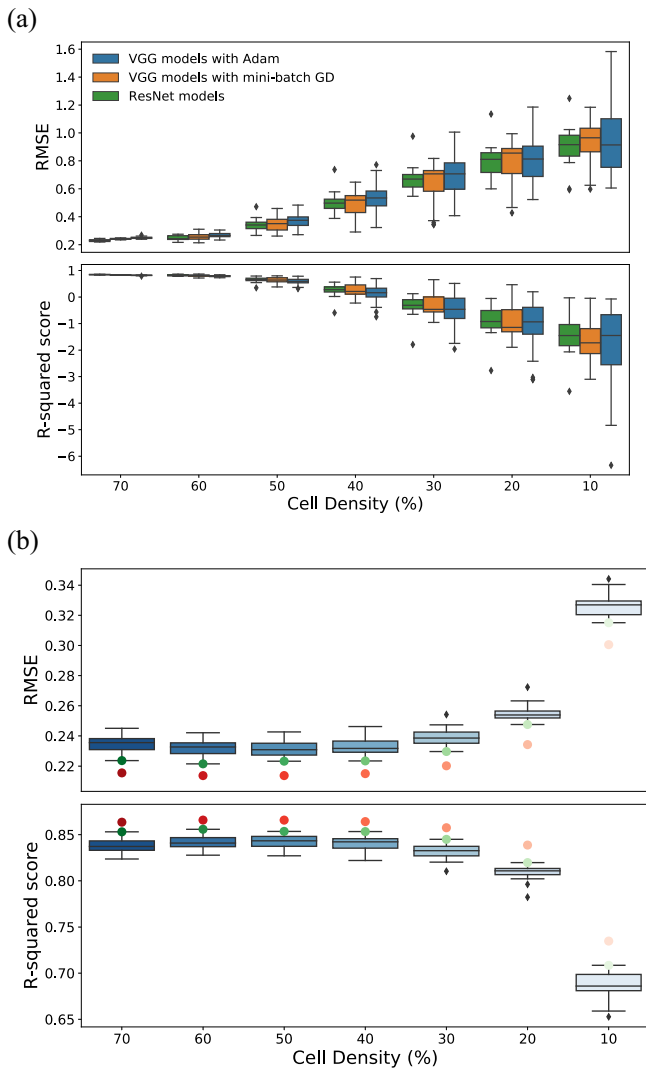 (a)
1.6
1.4
1.2
1.0
0.8
0.6
0.4
0.2
RMSE
VGG models with Adam
VGG models with mini-batch GD
ResNet models
1
0
−1
−2
−3
−4
−5
−6
R-squared score
70 60 50 40 30 20 10
Cell Density (%)
(b)
0.34
0.32
0.30
0.28
0.26
0.24
0.22
RMSE
0.85
0.80
0.75
0.70
0.65
R-squared score
70 60 50 40 30 20 10
Cell Density (%)